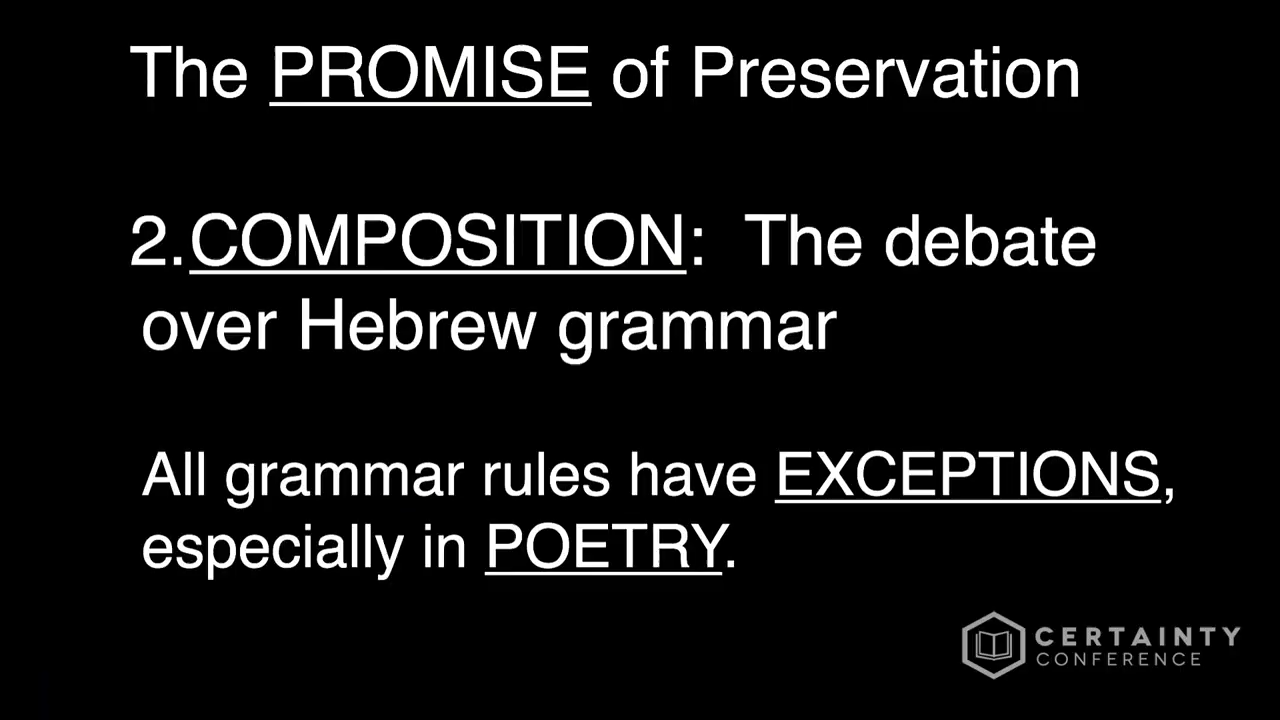 The PROMISE of Preservation
2.COMPOSITION:  The debate
over Hebrew grammar
All grammar rules have EXCEPTIONS,
especially in POETRY.
CERTAINTY
CONFERENCE